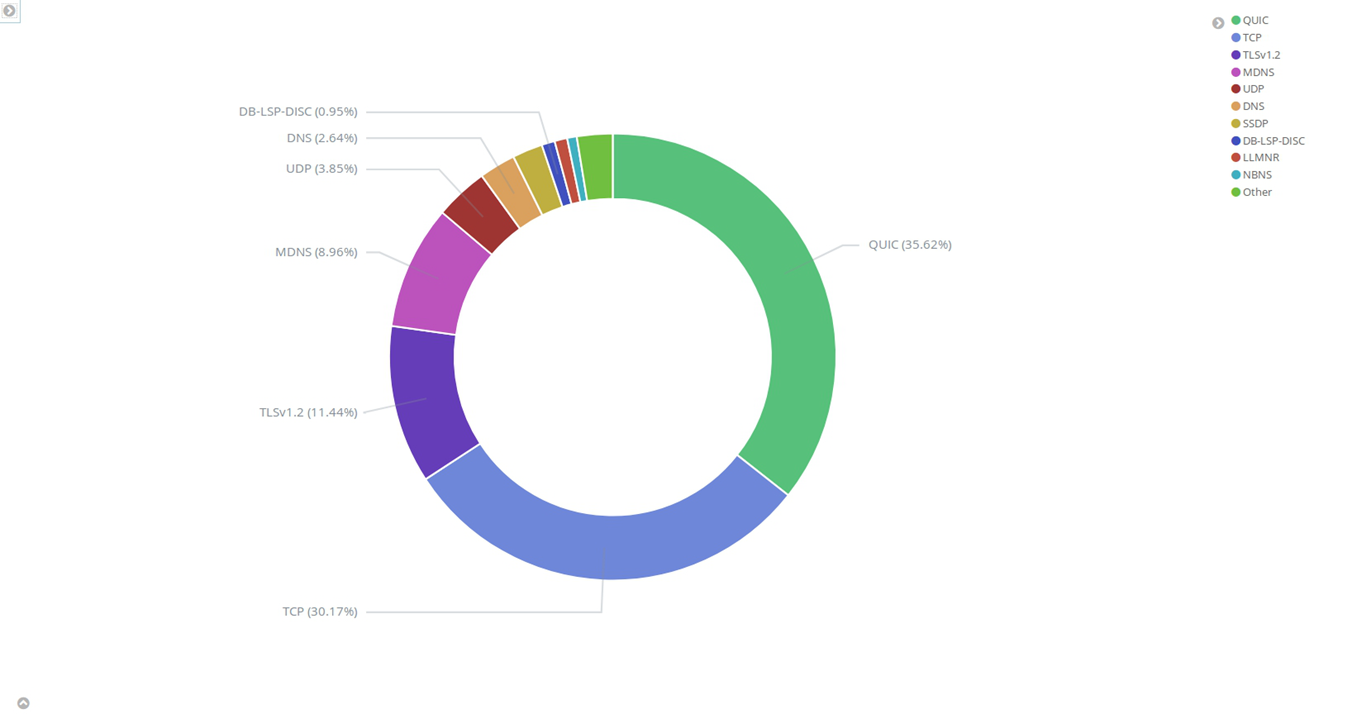 DB-LSP-DISC (0.95%)
DNS (2.64%)
UDP (3.85%)
MDNS (8.96%)
TLSv1.2 (11.44%)
TCP (30.17%)
QUIC (35.62%)
QUIC
TCP
TLSv1.2
MDNS
UDP
DNS
SSDP
DB-LSP-DISC
LLMNR
NBNS
Other